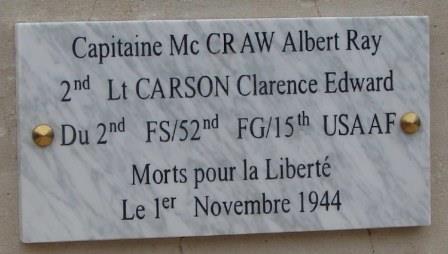 Capitaine Mc CRAW Albert Ray
2nd Lt CARSON Clarence Edward
Du 2nd FS/52nd FG/15th USAAF
Morts pour la Liberté
Le 1er Novembre 1944